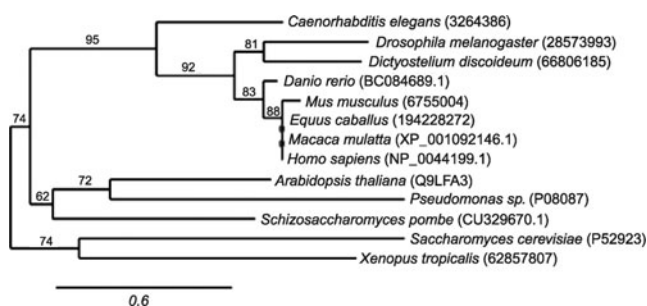 Caenorhabditis elegans (3264386)
95
81
Drosophila melanogaster (28573993)
Dictyostelium discoideum (66806185)
92
Danio rerio (BC084689.1)
83
Mus musculus (6755004)
88
Equus caballus (194228272)
74
Macaca mulatta (XP_001092146.1)
Homo sapiens (NP_0044199.1)
72
Arabidopsis thaliana (Q9LFA3)
62
Pseudomonas sp. (P08087)
Schizosaccharomyces pombe (CU329670.1)
74
Saccharomyces cerevisiae (P52923)
Xenopus tropicalis (62857807)
0.6